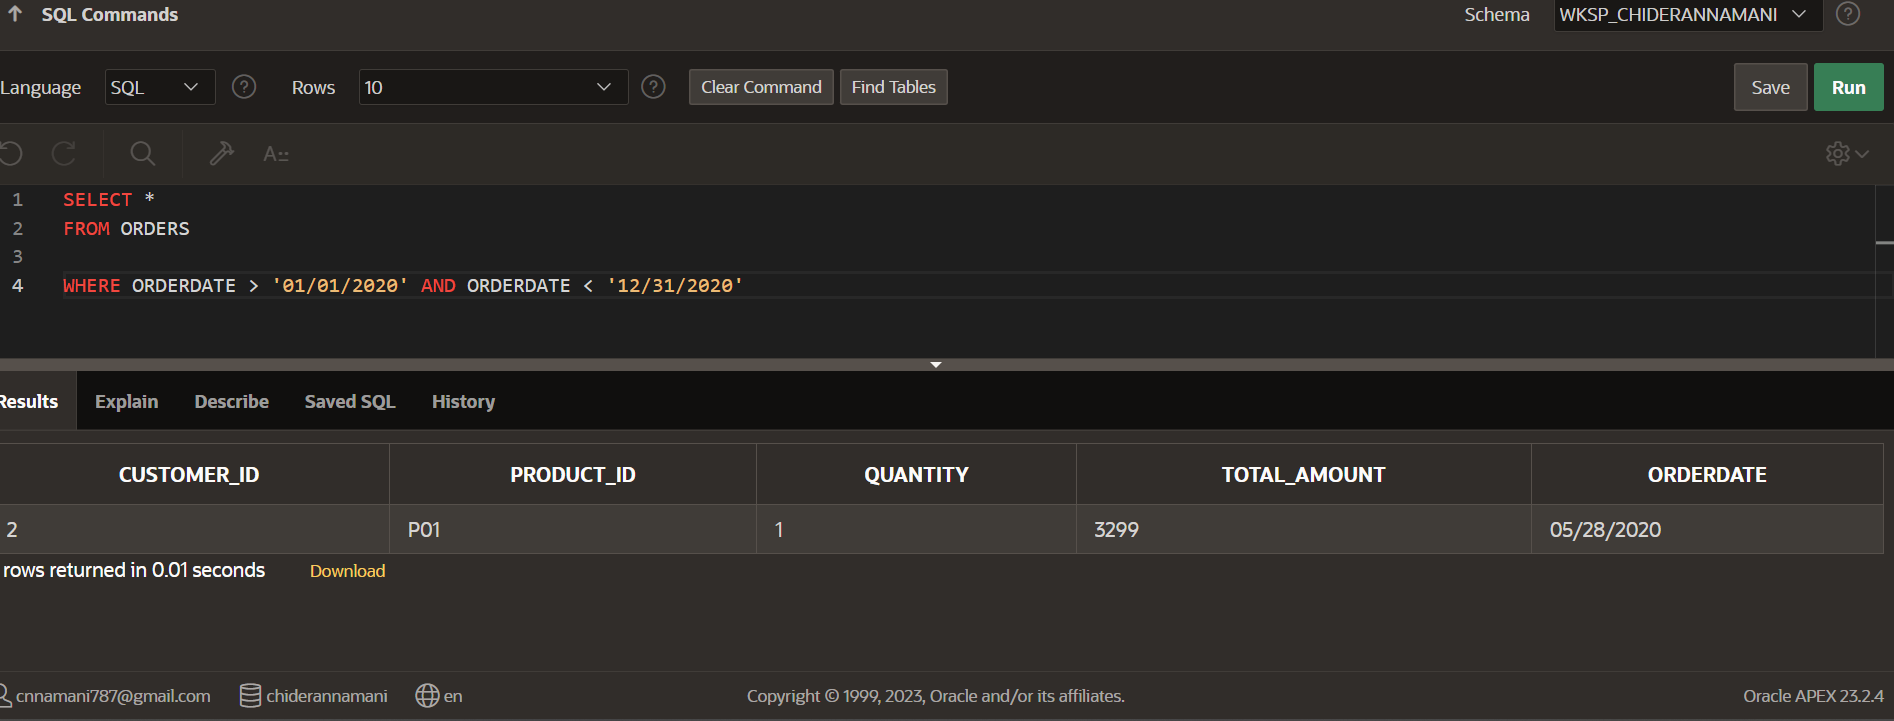 SQL Commands
Schema WKSP_CHIDERANNAMANI ?
Language SQL ? Rows 10 ? Clear Command Find Tables Save Run
A
1 SELECT *
2 FROM ORDERS
3
4 WHERE ORDERDATE > '01/01/2020' AND ORDERDATE < '12/31/2020'
Results Explain Describe Saved SQL History
CUSTOMER_ID PRODUCT_ID QUANTITY TOTAL_AMOUNT ORDERDATE
2 P01 1 3299 05/28/2020
rows returned in 0.01 seconds Download
cnnamani787@gmail.com chiderannamani en Copyright © 1999, 2023, Oracle and/or its affiliates. Oracle APEX 23.2.4